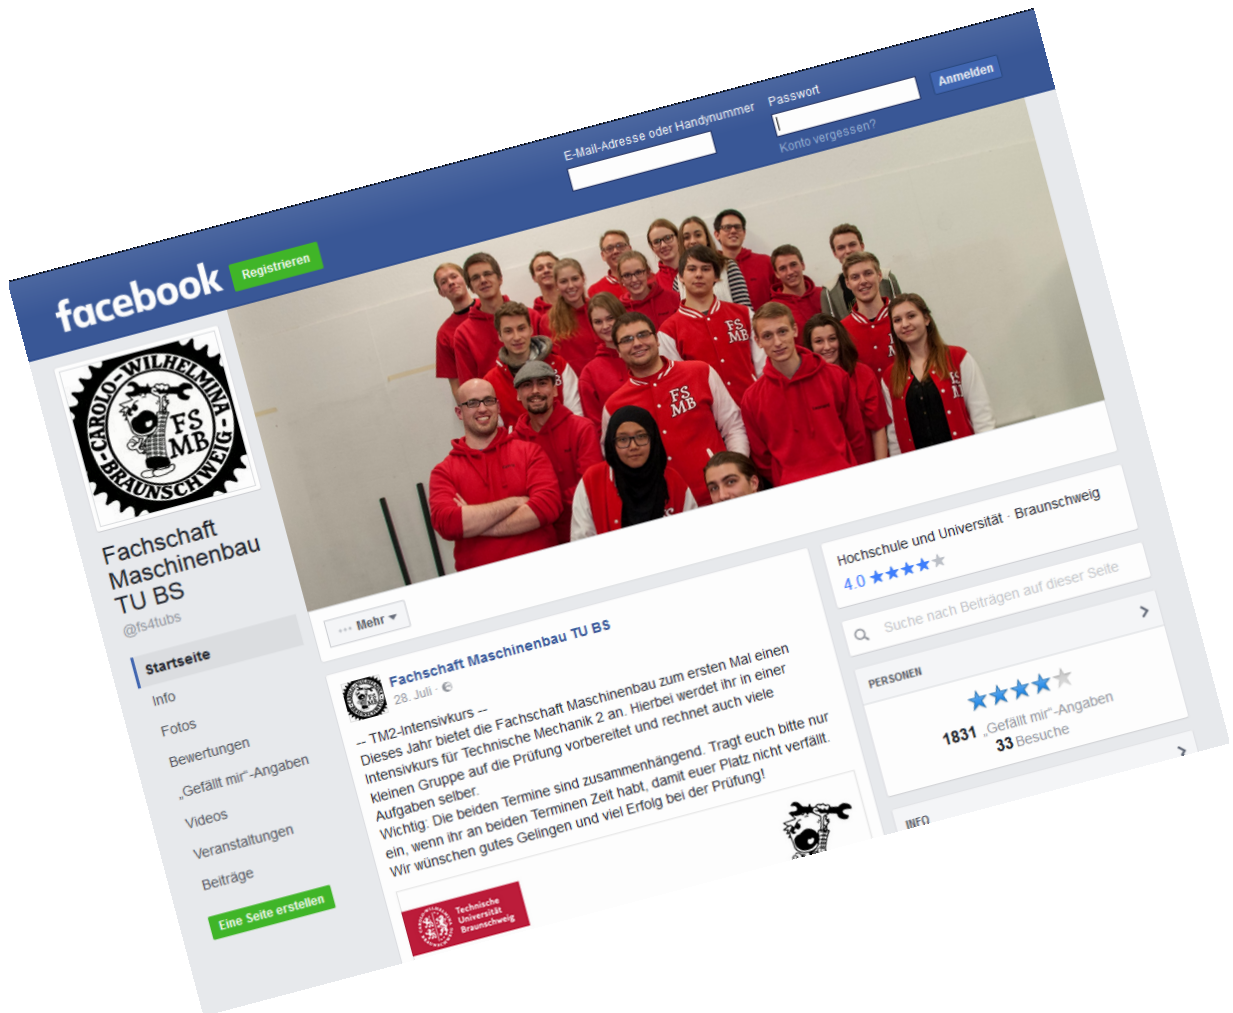 E-Mail-Adresse oder Handynummer
Passwort
Anmelden
Konto vergessen?
facebook
Registrieren
CAROLO-WILHELMINA
FS
MB
BRAUNSCHWEIG
FS
MB
FS
MB
Fachschaft
Maschinenbau
TU BS
@fs4tubs
Startseite
Info
Fotos
Bewertungen
„Gefällt mir“-Angaben
Videos
Veranstaltungen
Beiträge
Eine Seite erstellen
Mehr
Fachschaft Maschinenbau TU BS
28. Juli ·
-- TM2-Intensivkurs --
Dieses Jahr bietet die Fachschaft Maschinenbau zum ersten Mal einen
Intensivkurs für Technische Mechanik 2 an. Hierbei werdet ihr in einer
kleinen Gruppe auf die Prüfung vorbereitet und rechnet auch viele
Aufgaben selber.
Wichtig: Die beiden Termine sind zusammenhängend. Tragt euch bitte nur
ein, wenn ihr an beiden Terminen Zeit habt, damit euer Platz nicht verfällt.
Wir wünschen gutes Gelingen und viel Erfolg bei der Prüfung!
Technische
Universität
Braunschweig
Hochschule und Universität · Braunschweig
4.0
Suche nach Beiträgen auf dieser Seite
PERSONEN
1831 „Gefällt mir“-Angaben
33 Besuche
INFO